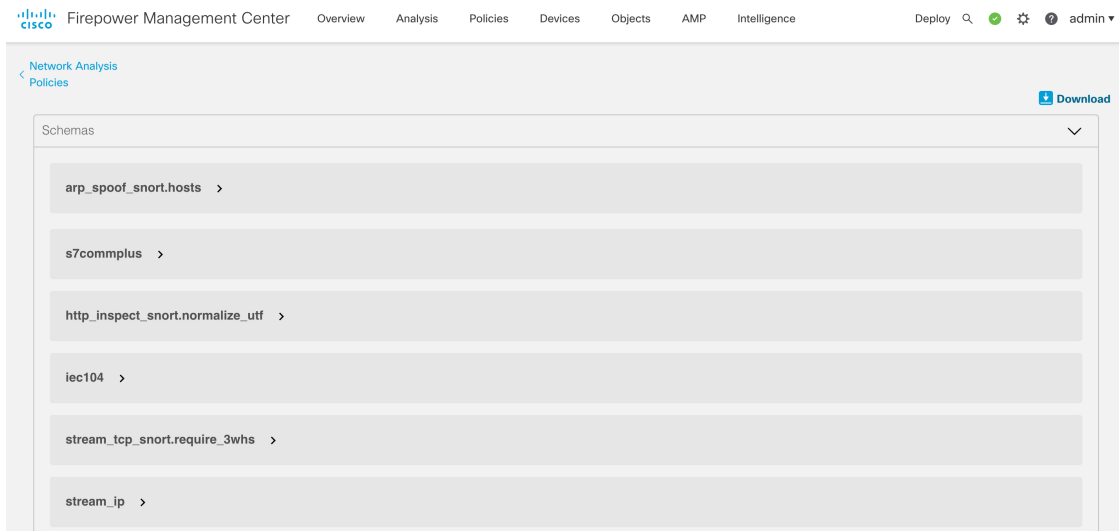 CISCO Firepower Management Center Overview Analysis Policies Devices Objects AMP Intelligence Deploy admin
Network Analysis
Policies
Download
Schemas
arp_spoof_snort.hosts
s7commplus
http_inspect_snort.normalize_utf
iec104
stream_tcp_snort.require_3whs
stream_ip